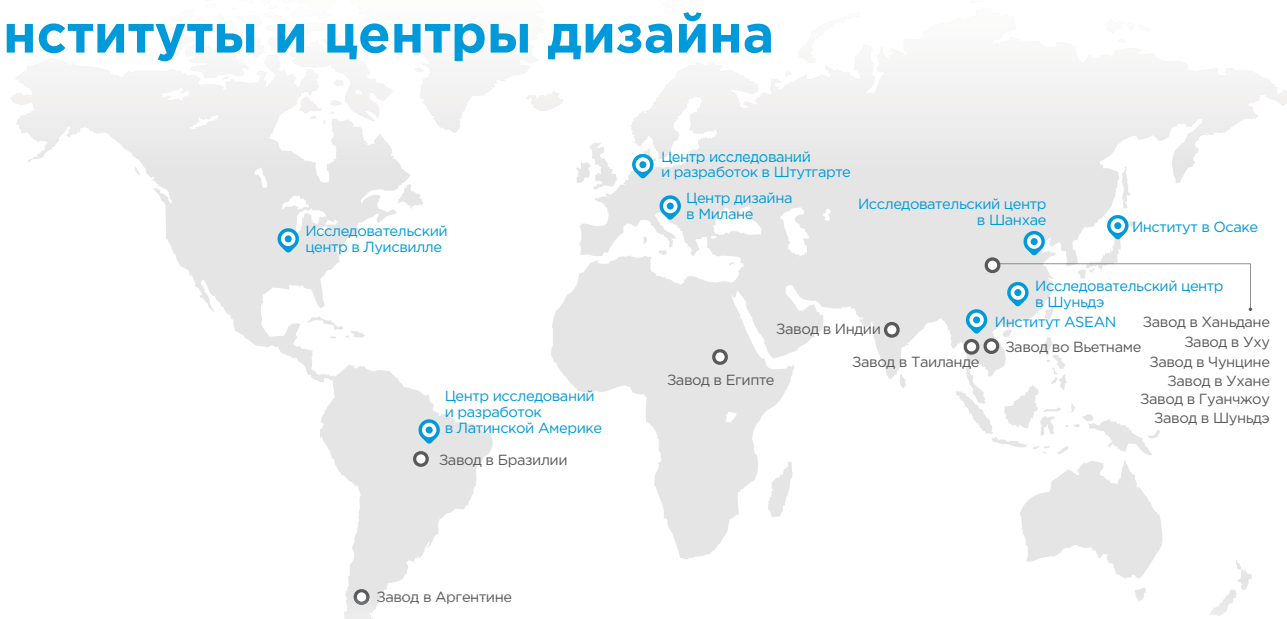 нституты и центры дизайна
Центр исследований
и разработок в Штутгарте
Центр дизайна
в Милане
Исследовательский центр
в Шанхае
Институт в Осаке
Исследовательский
центр в Луисвилле
Исследовательский центр
в Шуньдэ
Институт ASEAN
Завод в Индии
Завод во Вьетнаме
Завод в Таиланде
Завод в Египте
Завод в Ханьдане
Завод в Уху
Завод в Чунцине
Завод в Ухане
Завод в Гуанчжоу
Завод в Шуньдэ
Центр исследований
и разработок
в Латинской Америке
Завод в Бразилии
Завод в Аргентине